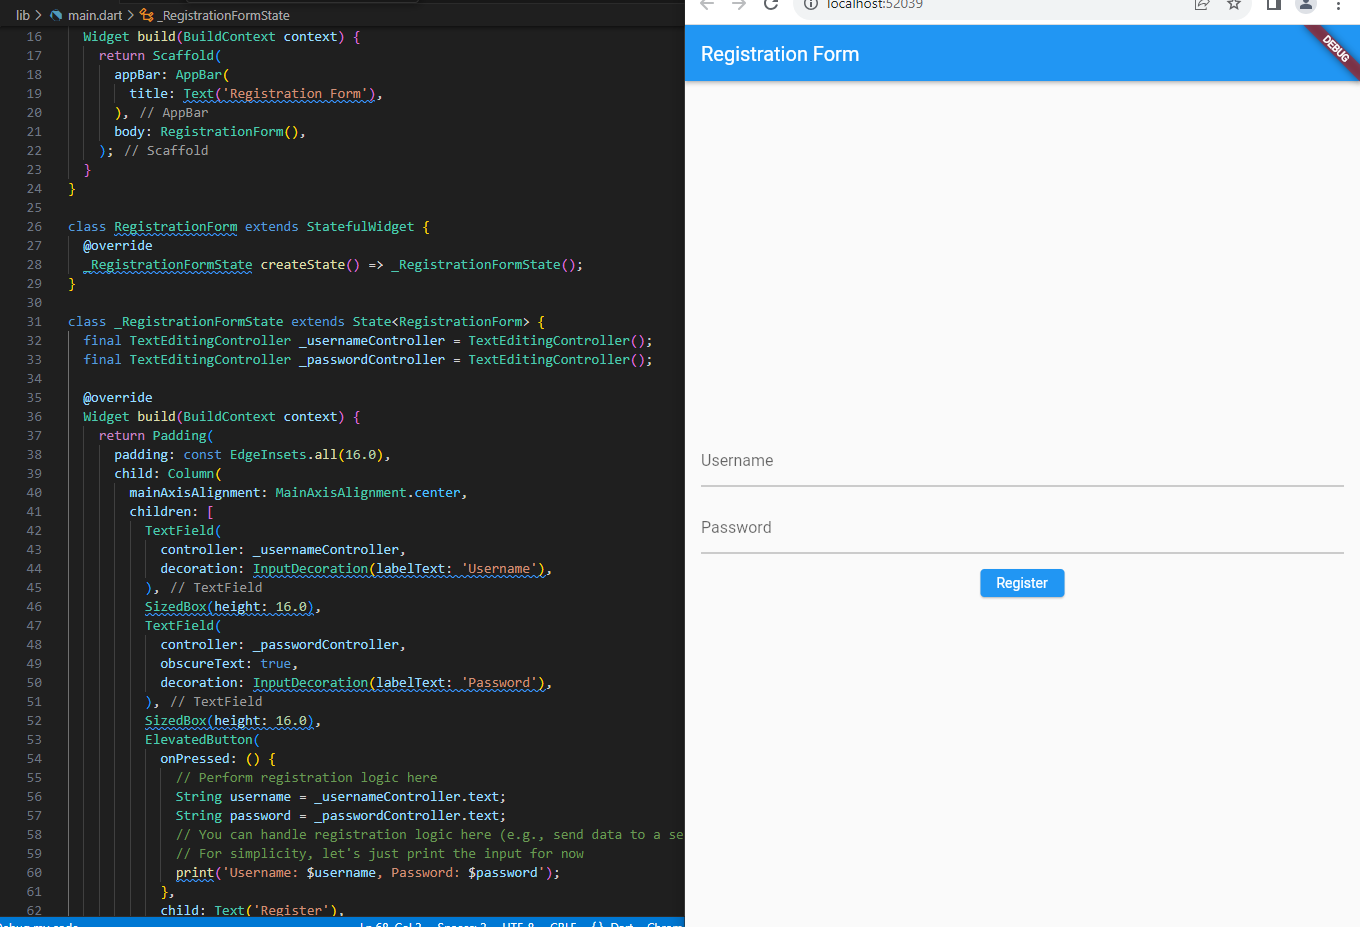 lib > main.dart > _RegistrationFormState
16 Widget build(BuildContext context) {
17 return Scaffold(
18 appBar: AppBar(
19 title: Text('Registration Form'),
20 ), // AppBar
21 body: RegistrationForm(),
22 ); // Scaffold
23 }
24 }
25
26 class RegistrationForm extends StatefulWidget {
27 @override
28 _RegistrationFormState createState() => _RegistrationFormState();
29 }
30
31 class _RegistrationFormState extends State<RegistrationForm> {
32 final TextEditingController _usernameController = TextEditingController();
33 final TextEditingController _passwordController = TextEditingController();
34
35 @override
36 Widget build(BuildContext context) {
37 return Padding(
38 padding: const EdgeInsets.all(16.0),
39 child: Column(
40 mainAxisAlignment: MainAxisAlignment.center,
41 children: [
42 TextField(
43 controller: _usernameController,
44 decoration: InputDecoration(labelText: 'Username'),
45 ), // TextField
46 SizedBox(height: 16.0),
47 TextField(
48 controller: _passwordController,
49 obscureText: true,
50 decoration: InputDecoration(labelText: 'Password'),
51 ), // TextField
52 SizedBox(height: 16.0),
53 ElevatedButton(
54 onPressed: () {
55 // Perform registration logic here
56 String username = _usernameController.text;
57 String password = _passwordController.text;
58 // You can handle registration logic here (e.g., send data to a se
59 // For simplicity, let's just print the input for now
60 print('Username: $username, Password: $password');
61 },
62 child: Text('Register'),
localhost:52039
Registration Form
DEBUG
Username
Password
Register